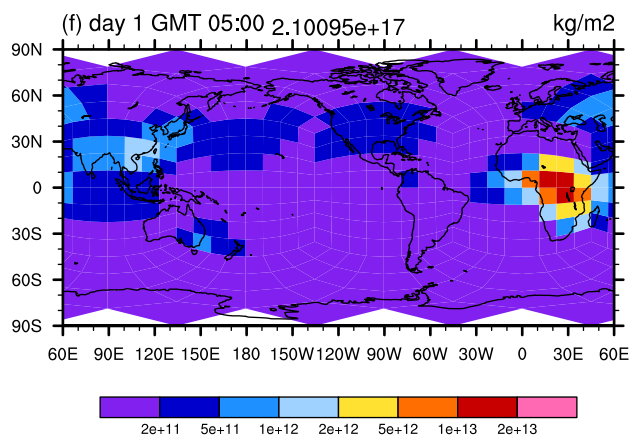 (f) day 1 GMT 05:00 2.10095e+17 kg/m2
90N
60N
30N
0
30S
60S
90S
60E 90E 120E 150E 180 150W 120W 90W 60W 30W 0 30E 60E
2e+11 5e+11 1e+12 2e+12 5e+12 1e+13 2e+13